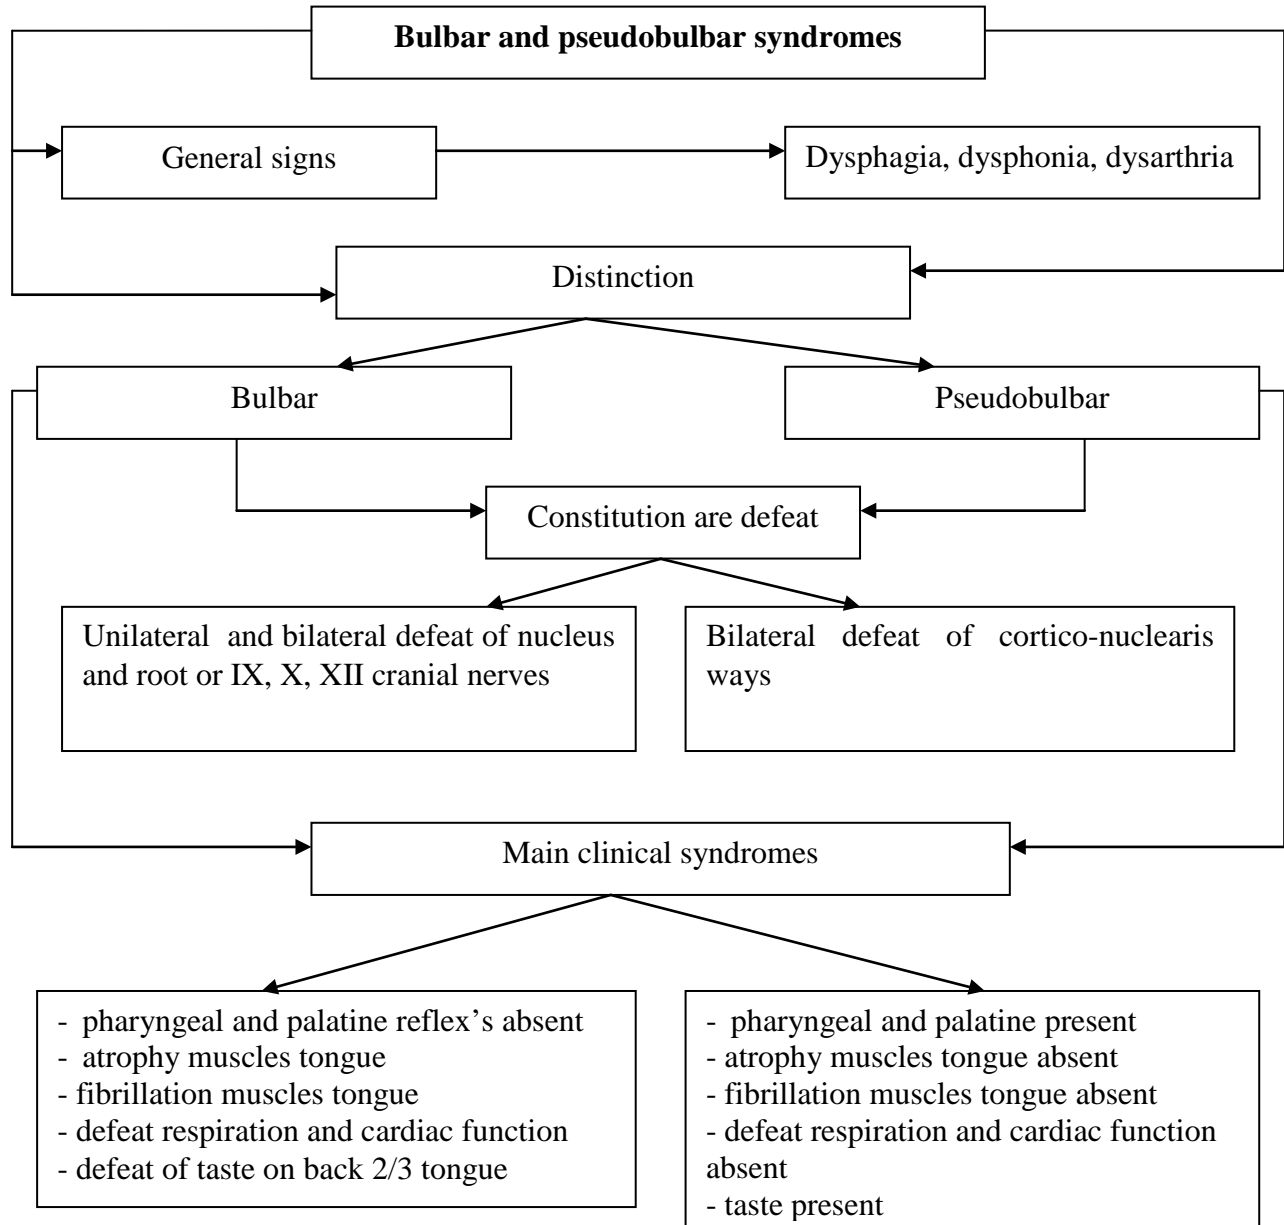 Bulbar and pseudobulbar syndromes
General signs
Dysphagia, dysphonia, dysarthria
Distinction
Bulbar
Pseudobulbar
Constitution are defeat
Unilateral and bilateral defeat of nucleus
and root or IX, X, XII cranial nerves
Bilateral defeat of cortico-nuclearis
ways
Main clinical syndromes
- pharyngeal and palatine reflex’s absent
- atrophy muscles tongue
- fibrillation muscles tongue
- defeat respiration and cardiac function
- defeat of taste on back 2/3 tongue
- pharyngeal and palatine present
- atrophy muscles tongue absent
- fibrillation muscles tongue absent
- defeat respiration and cardiac function
absent
- taste present